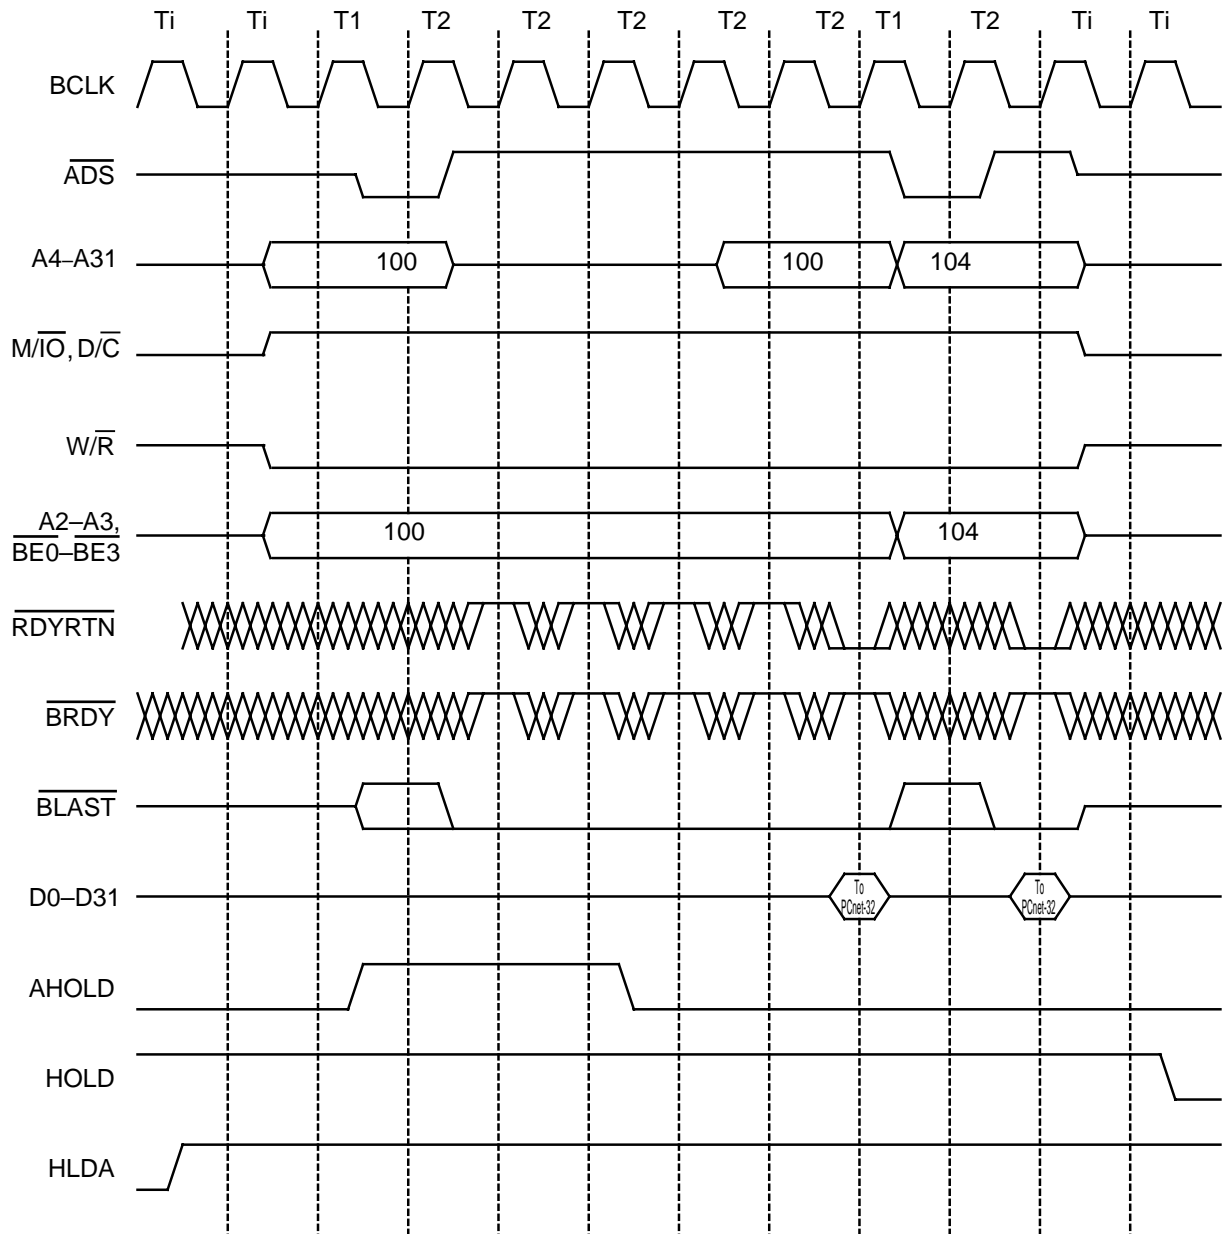 Ti Ti T1 T2 T2 T2 T2 T2 T1 T2 Ti Ti
BCLK
ADS
A4–A31 100 100 104
M/IO, D/C
W/R
A2–A3,
BE0–BE3 100 104
RDYRTN
BRDY
BLAST
D0–D31 To PCnet-32 To PCnet-32
AHOLD
HOLD
HLDA